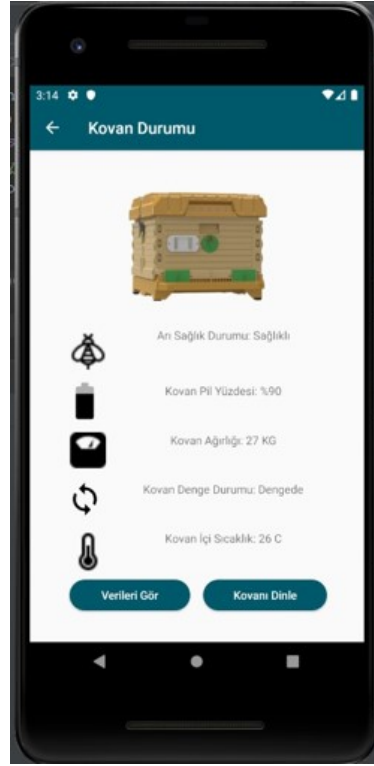 3:14
Kovan Durumu
Arı Sağlık Durumu: Sağlıklı
Kovan Pil Yüzdesi: %90
Kovan Ağırlığı: 27 KG
Kovan Denge Durumu: Dengede
Kovan İçi Sıcaklık: 26 C
Verileri Gör
Kovanı Dinle